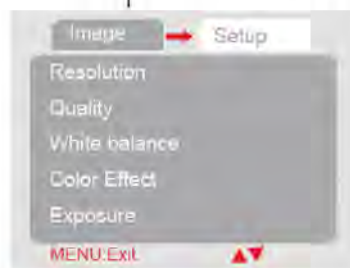 Image Setup
Resolution
Quality
White balance
Color Effect
Exposure
MENU:Exit